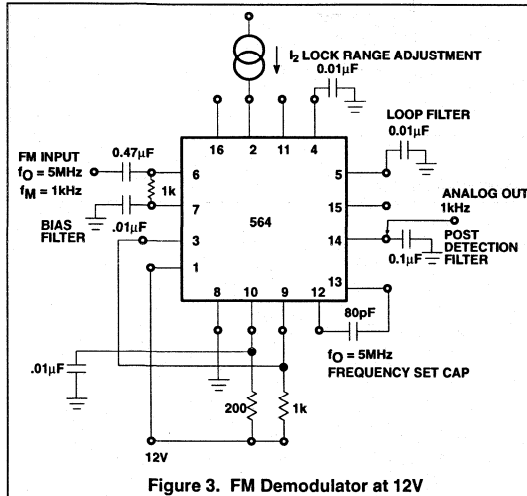 I2 LOCK RANGE ADJUSTMENT
0.01µF
LOOP FILTER
0.01µF
16
2
11
4
FM INPUT
fO = 5MHz
fM = 1kHz
0.47µF
1k
6
7
.01µF
BIAS
FILTER
3
1
564
5
15
14
13
ANALOG OUT
1kHz
POST
DETECTION
FILTER
0.1µF
8
10
9
12
80pF
fO = 5MHz
FREQUENCY SET CAP
.01µF
200
1k
12V
Figure 3. FM Demodulator at 12V